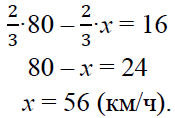 2/3·80 – 2/3·x = 16
80 – x = 24
x = 56 (км/ч).